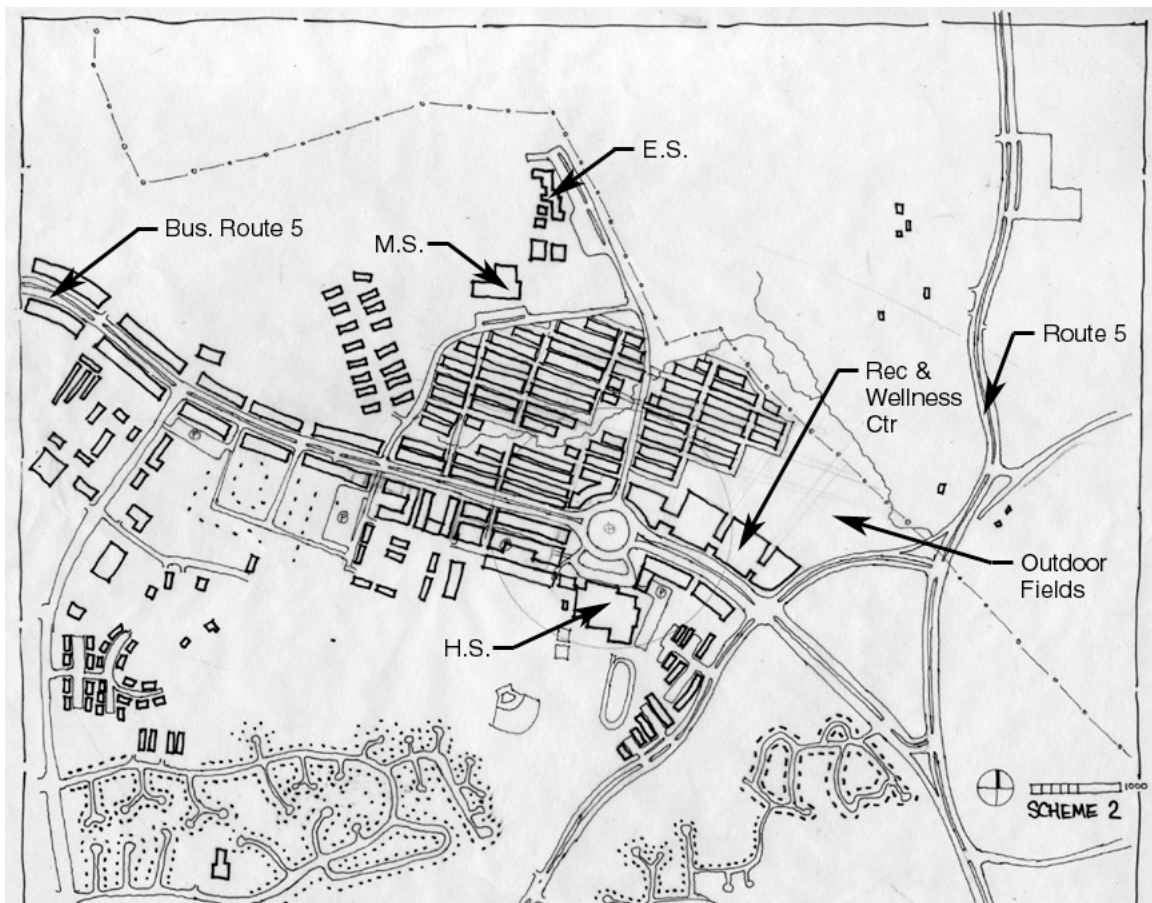 E.S.
Bus. Route 5
M.S.
Route 5
Rec &
Wellness
Ctr
Outdoor
Fields
H.S.
P
P
P
P
1000
SCHEME 2